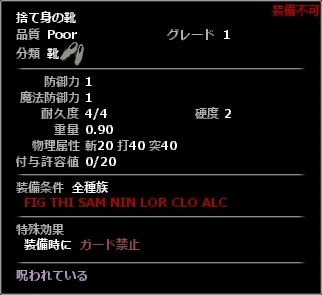 捨て身の靴 装備不可
品質 Poor グレード 1
分類 靴
防御力 1
魔法防御力 1
耐久度 4/4 硬度 2
重量 0.90
物理属性 斬20 打40 突40
付与許容値 0/20
装備条件 全種族
FIG THI SAM NIN LOR CLO ALC
特殊効果
装備時に ガード禁止
呪われている